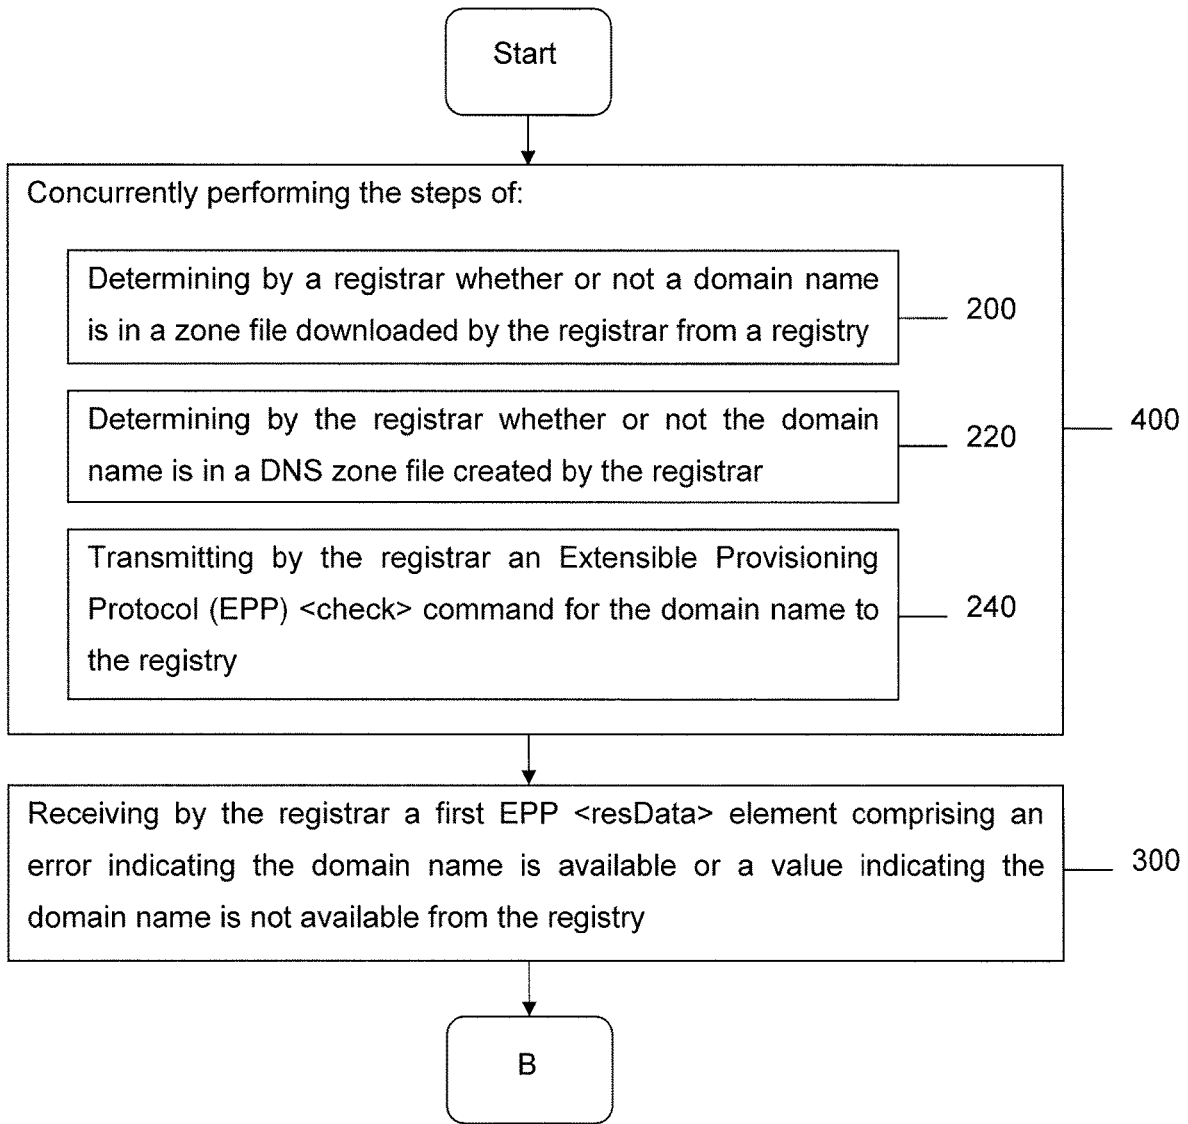 Start
Concurrently performing the steps of:
Determining by a registrar whether or not a domain name
is in a zone file downloaded by the registrar from a registry
200
Determining by the registrar whether or not the domain
name is in a DNS zone file created by the registrar
220
400
Transmitting by the registrar an Extensible Provisioning
Protocol (EPP) <check> command for the domain name to
the registry
240
Receiving by the registrar a first EPP <resData> element comprising an
error indicating the domain name is available or a value indicating the
domain name is not available from the registry
300
B